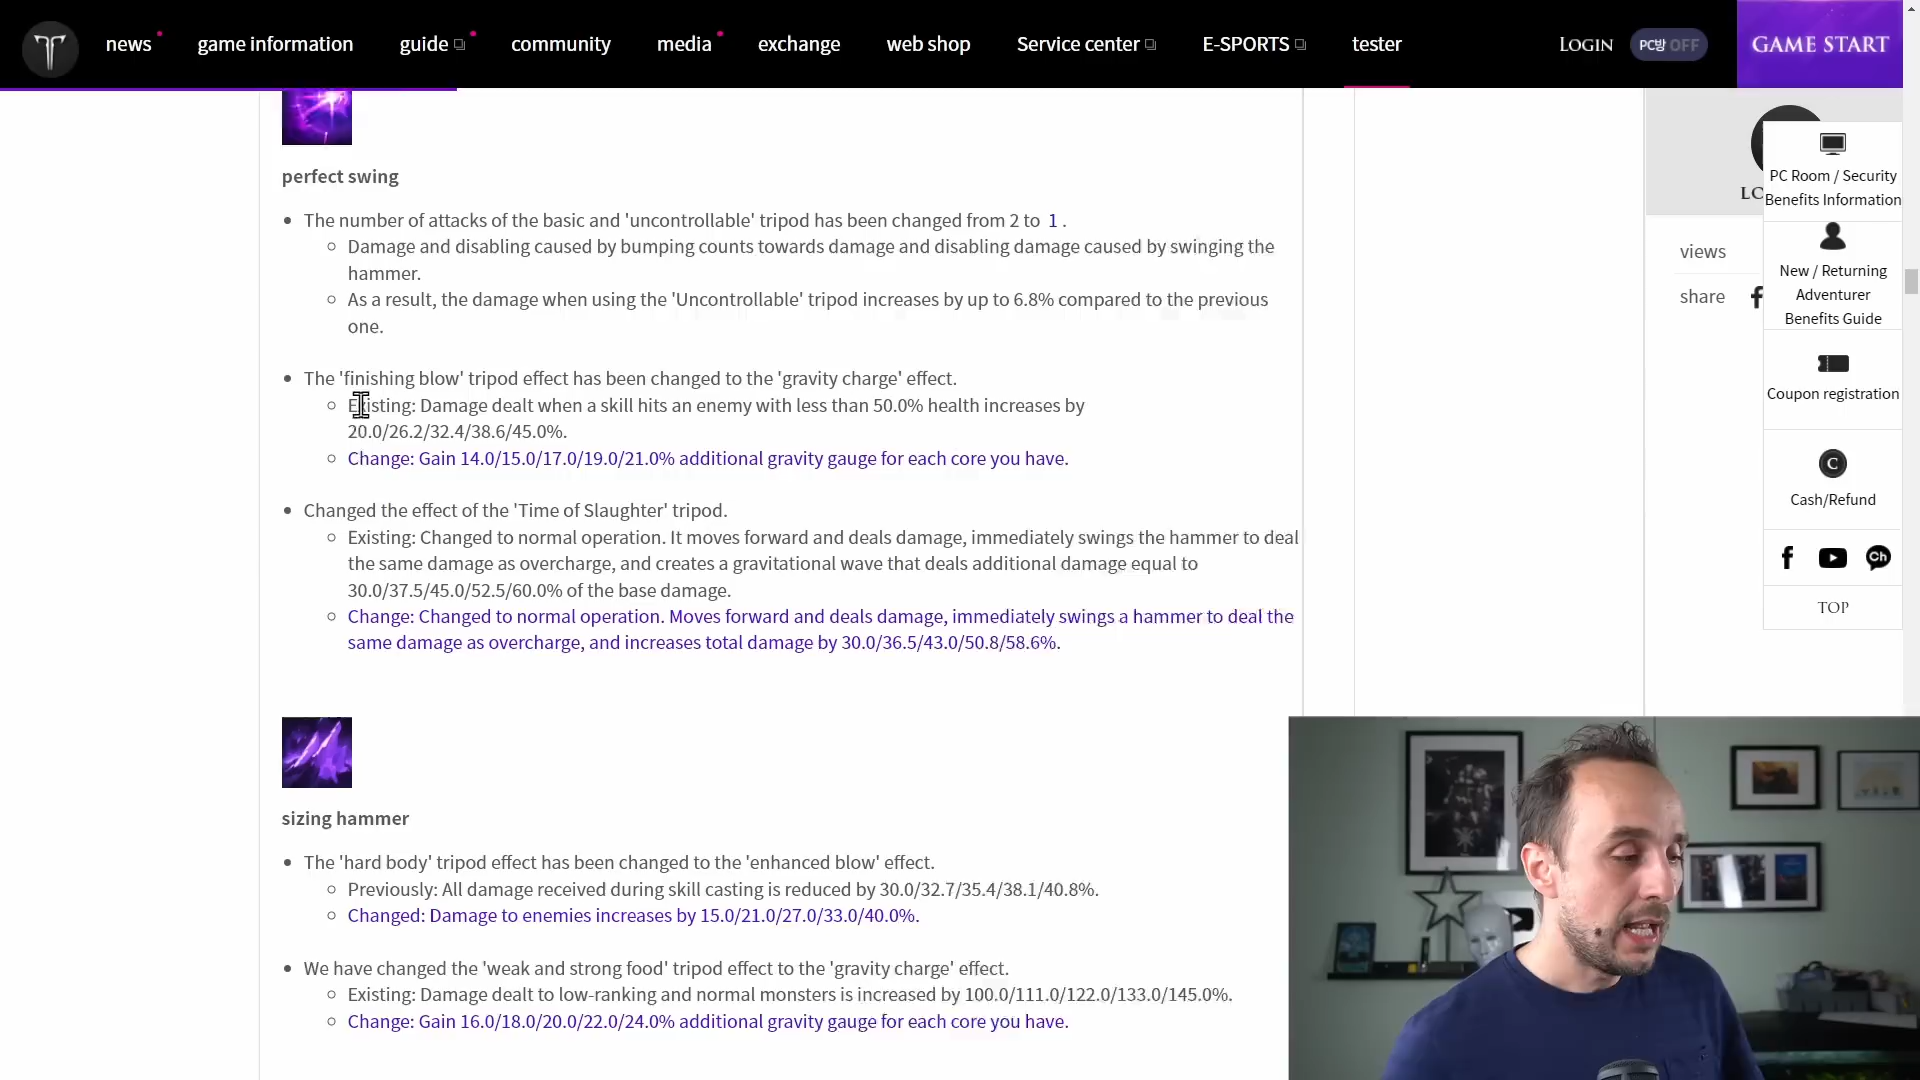 news
game information
guide
community
media
exchange
web shop
Service center
E-SPORTS
tester
LOGIN
PC방 OFF
GAME START
perfect swing
The number of attacks of the basic and 'uncontrollable' tripod has been changed from 2 to 1 .
Damage and disabling caused by bumping counts towards damage and disabling damage caused by swinging the
hammer.
As a result, the damage when using the 'Uncontrollable' tripod increases by up to 6.8% compared to the previous
one.
The 'finishing blow' tripod effect has been changed to the 'gravity charge' effect.
Existing: Damage dealt when a skill hits an enemy with less than 50.0% health increases by
20.0/26.2/32.4/38.6/45.0%.
Change: Gain 14.0/15.0/17.0/19.0/21.0% additional gravity gauge for each core you have.
Changed the effect of the 'Time of Slaughter' tripod.
Existing: Changed to normal operation. It moves forward and deals damage, immediately swings the hammer to deal
the same damage as overcharge, and creates a gravitational wave that deals additional damage equal to
30.0/37.5/45.0/52.5/60.0% of the base damage.
Change: Changed to normal operation. Moves forward and deals damage, immediately swings a hammer to deal the
same damage as overcharge, and increases total damage by 30.0/36.5/43.0/50.8/58.6%.
sizing hammer
The 'hard body' tripod effect has been changed to the 'enhanced blow' effect.
Previously: All damage received during skill casting is reduced by 30.0/32.7/35.4/38.1/40.8%.
Changed: Damage to enemies increases by 15.0/21.0/27.0/33.0/40.0%.
We have changed the 'weak and strong food' tripod effect to the 'gravity charge' effect.
Existing: Damage dealt to low-ranking and normal monsters is increased by 100.0/111.0/122.0/133.0/145.0%.
Change: Gain 16.0/18.0/20.0/22.0/24.0% additional gravity gauge for each core you have.
LO
views
share
PC Room / Security
Benefits Information
New / Returning
Adventurer
Benefits Guide
Coupon registration
C
Cash/Refund
f
Ch
TOP